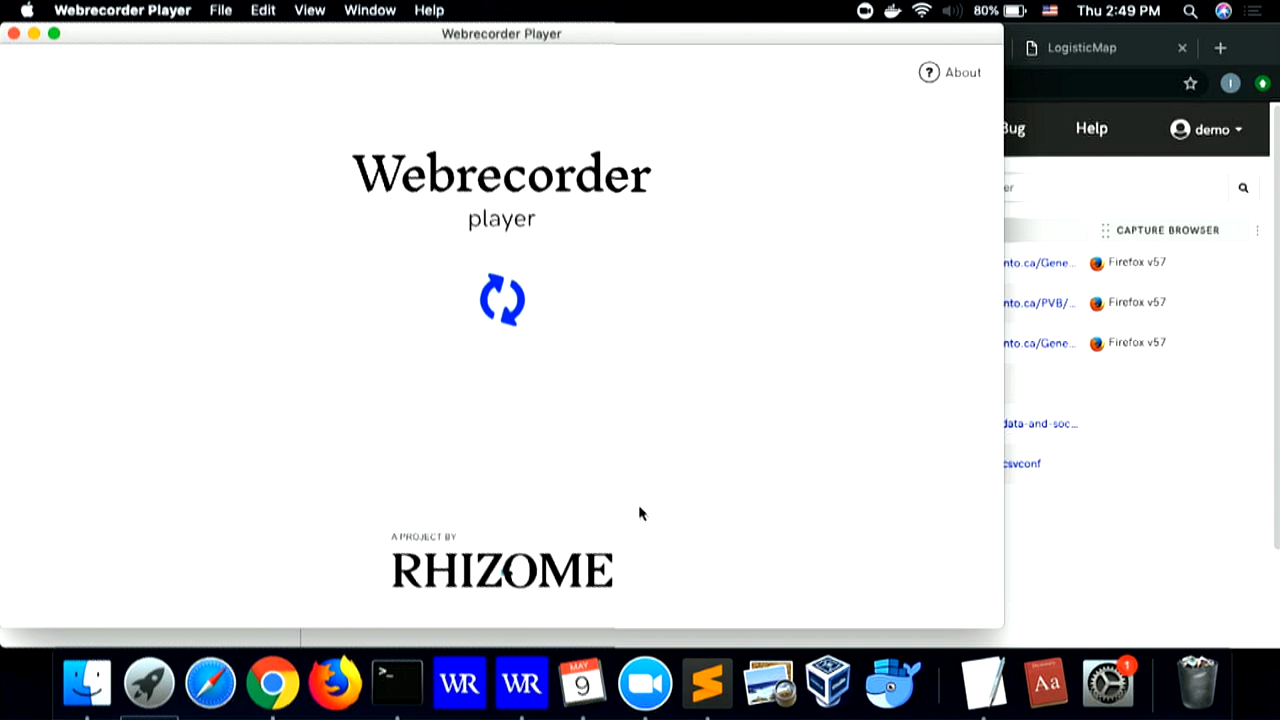 Webrecorder Player File Edit View Window Help 80% Thu 2:49 PM
Webrecorder Player
LogisticMap
? About
Bug Help demo
Webrecorder
player
er
CAPTURE BROWSER
nto.ca/Gene... Firefox v57
nto.ca/PVB/... Firefox v57
nto.ca/Gene... Firefox v57
data-and-soc...
csvconf
A PROJECT BY
RHIZOME
>_ WR WR MAY 9 Aa 1